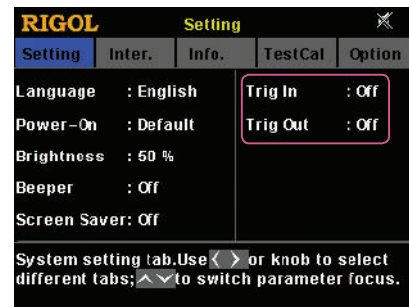 RIGOL Setting
Setting Inter. Info. TestCal Option
Language : English
Power-On : Default
Brightness : 50 %
Beeper : Off
Screen Saver: Off
Trig In : Off
Trig Out : Off
System setting tab.Use < > or knob to select
different tabs; to switch parameter focus.